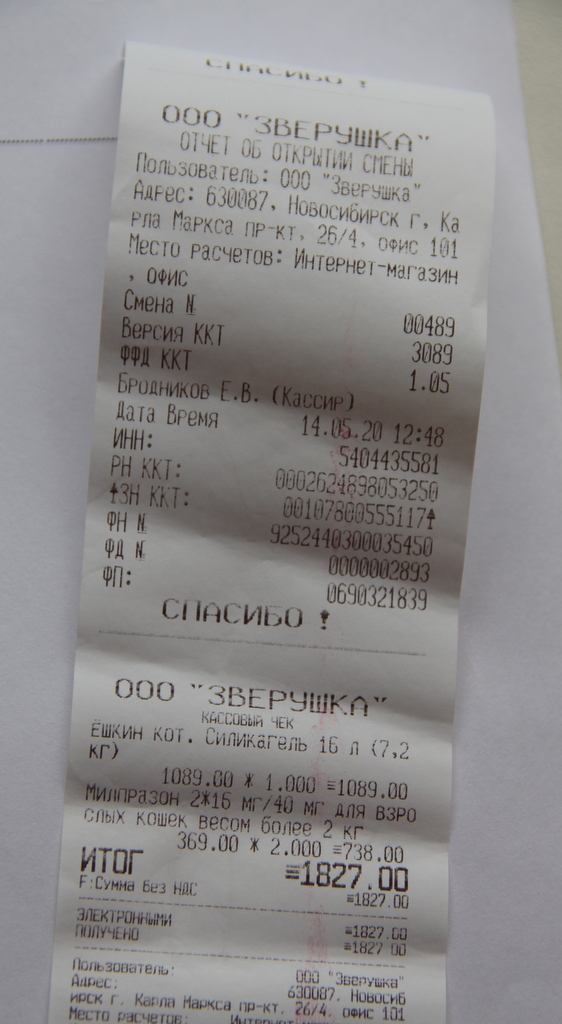 СПАСИБО !
ООО "ЗВЕРУШКА"
ОТЧЕТ ОБ ОТКРЫТИИ СМЕНЫ
Пользователь: ООО "Зверушка"
Адрес: 630087, Новосибирск г, Ка
рла Маркса пр-кт, 26/4, офис 101
Место расчетов: Интернет-магазин
, офис
Смена № 00489
Версия ККТ 3089
ФФД ККТ 1.05
Бродников Е.В. (Кассир)
Дата Время 14.05.20 12:48
ИНН: 5404435581
РН ККТ: 0002624898053250
↑ЗН ККТ: 00107800555117↑
ФН № 9252440300035450
ФД № 0000002893
ФП: 0690321839
СПАСИБО !
ООО "ЗВЕРУШКА"
КАССОВЫЙ ЧЕК
Ёшкин кот. Силикагель 16 л (7,2
кг)
1089.00 * 1.000 =1089.00
Милпразон 2*16 мг/40 мг для взро
слых кошек весом более 2 кг
369.00 * 2.000 =738.00
ИТОГ =1827.00
F:Сумма без НДС =1827.00
ЭЛЕКТРОННЫМИ =1827.00
ПОЛУЧЕНО =1827.00
Пользователь: ООО "Зверушка"
Адрес: 630087, Новосиб
ирск г, Карла Маркса пр-кт, 26/4, офис 101
Место расчетов: Интернет-